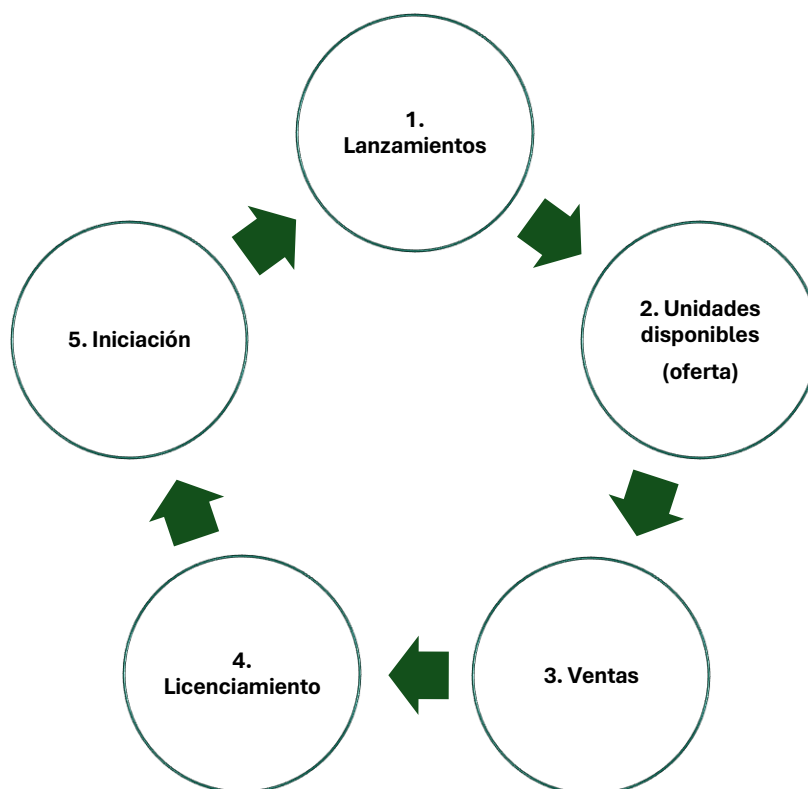 1.
Lanzamientos
2. Unidades
disponibles
(oferta)
3. Ventas
4.
Licenciamiento
5. Iniciación